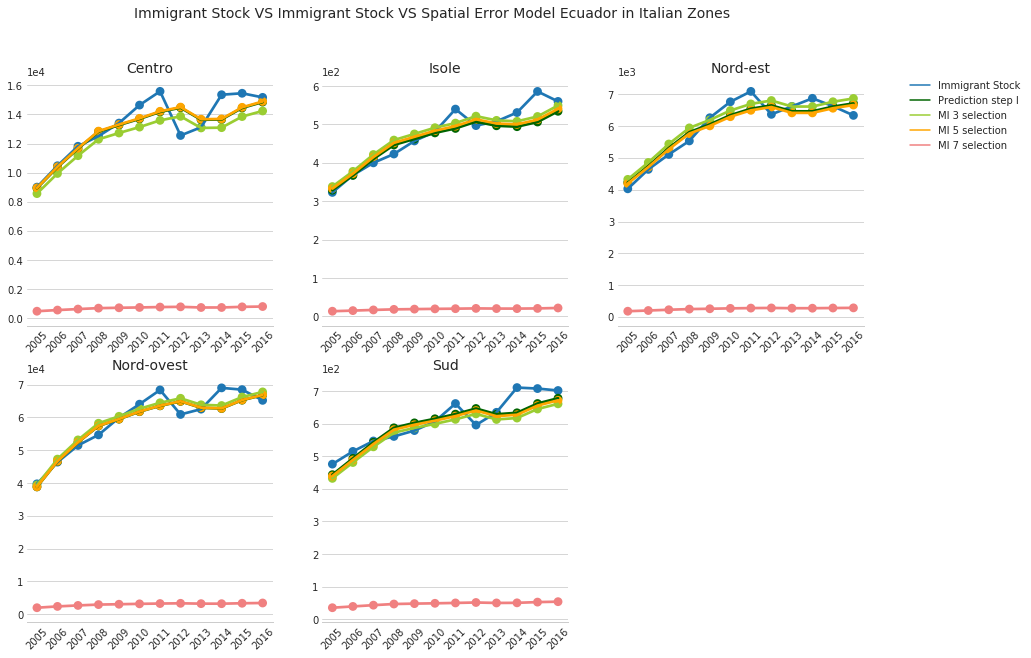 Immigrant Stock VS Immigrant Stock VS Spatial Error Model Ecuador in Italian Zones
Centro
1e4
1.6
1.4
1.2
1.0
0.8
0.6
0.4
0.2
0.0
2005 2006 2007 2008 2009 2010 2011 2012 2013 2014 2015 2016
Isole
1e2
6
5
4
3
2
1
0
2005 2006 2007 2008 2009 2010 2011 2012 2013 2014 2015 2016
Nord-est
1e3
7
6
5
4
3
2
1
0
2005 2006 2007 2008 2009 2010 2011 2012 2013 2014 2015 2016
Immigrant Stock
Prediction step I
MI 3 selection
MI 5 selection
MI 7 selection
Nord-ovest
1e4
7
6
5
4
3
2
1
0
2005 2006 2007 2008 2009 2010 2011 2012 2013 2014 2015 2016
Sud
1e2
7
6
5
4
3
2
1
0
2005 2006 2007 2008 2009 2010 2011 2012 2013 2014 2015 2016